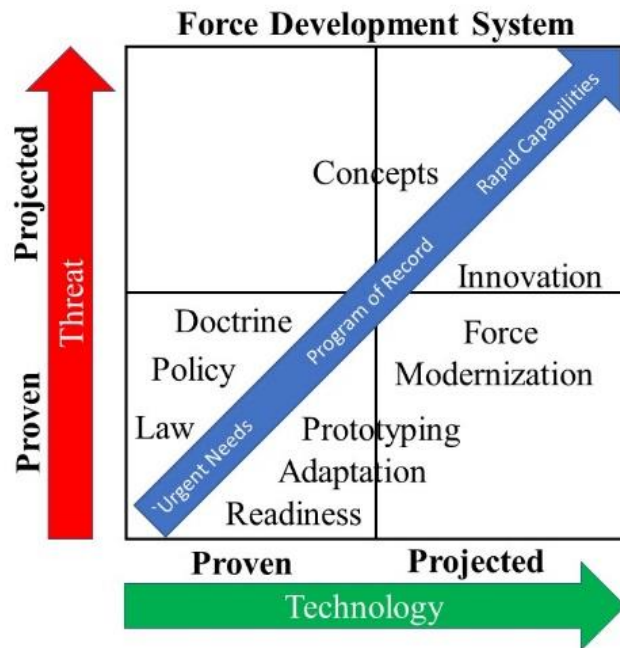 Force Development System
Projected
Proven
Threat
Concepts
Innovation
Doctrine
Policy
Law
Force
Modernization
Prototyping
Adaptation
Readiness
`Urgent Needs
Program of Record
Rapid Capabilities
Proven
Projected
Technology